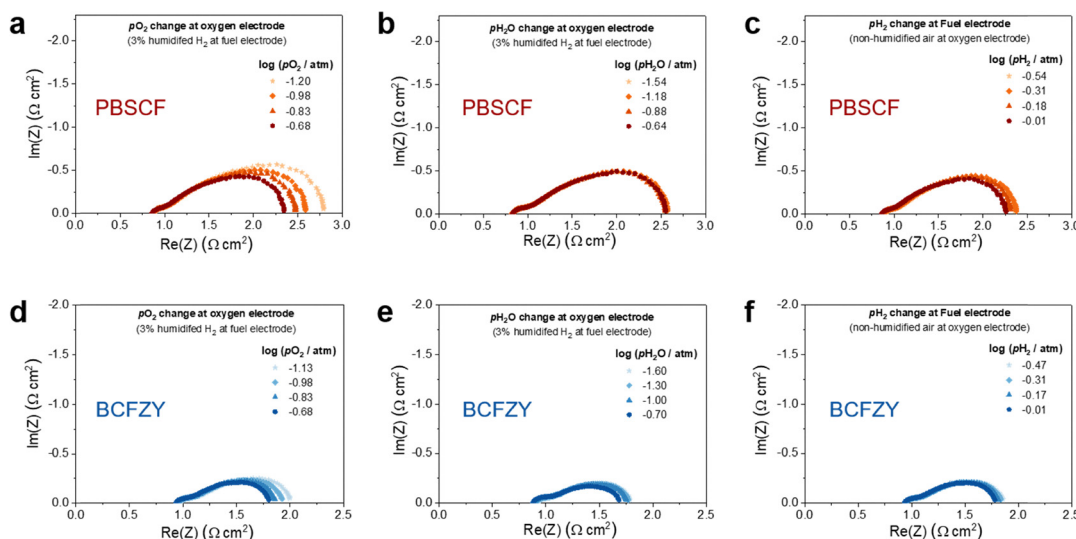 a
pO2 change at oxygen electrode
(3% humidifed H2 at fuel electrode)
log (pO2 / atm)
-1.20
-0.98
-0.83
-0.68
PBSCF
Im(Z) (Ω cm²)
-2.0
-1.5
-1.0
-0.5
0.0
0.0 0.5 1.0 1.5 2.0 2.5 3.0
Re(Z) (Ω cm²)
b
pH2O change at oxygen electrode
(3% humidifed H2 at fuel electrode)
log (pH2O / atm)
-1.54
-1.18
-0.88
-0.64
PBSCF
Im(Z) (Ω cm²)
-2.0
-1.5
-1.0
-0.5
0.0
0.0 0.5 1.0 1.5 2.0 2.5 3.0
Re(Z) (Ω cm²)
c
pH2 change at Fuel electrode
(non-humidified air at oxygen electrode)
log (pH2 / atm)
-0.54
-0.31
-0.18
-0.01
PBSCF
Im(Z) (Ω cm²)
-2.0
-1.5
-1.0
-0.5
0.0
0.0 0.5 1.0 1.5 2.0 2.5 3.0
Re(Z) (Ω cm²)
d
pO2 change at oxygen electrode
(3% humidifed H2 at fuel electrode)
log (pO2 / atm)
-1.13
-0.98
-0.83
-0.68
BCFZY
Im(Z) (Ω cm²)
-2.0
-1.5
-1.0
-0.5
0.0
0.0 0.5 1.0 1.5 2.0 2.5
Re(Z) (Ω cm²)
e
pH2O change at oxygen electrode
(3% humidifed H2 at fuel electrode)
log (pH2O / atm)
-1.60
-1.30
-1.00
-0.70
BCFZY
Im(Z) (Ω cm²)
-2.0
-1.5
-1.0
-0.5
0.0
0.0 0.5 1.0 1.5 2.0 2.5
Re(Z) (Ω cm²)
f
pH2 change at Fuel electrode
(non-humidified air at oxygen electrode)
log (pH2 / atm)
-0.47
-0.31
-0.17
-0.01
BCFZY
Im(Z) (Ω cm²)
-2.0
-1.5
-1.0
-0.5
0.0
0.0 0.5 1.0 1.5 2.0 2.5
Re(Z) (Ω cm²)